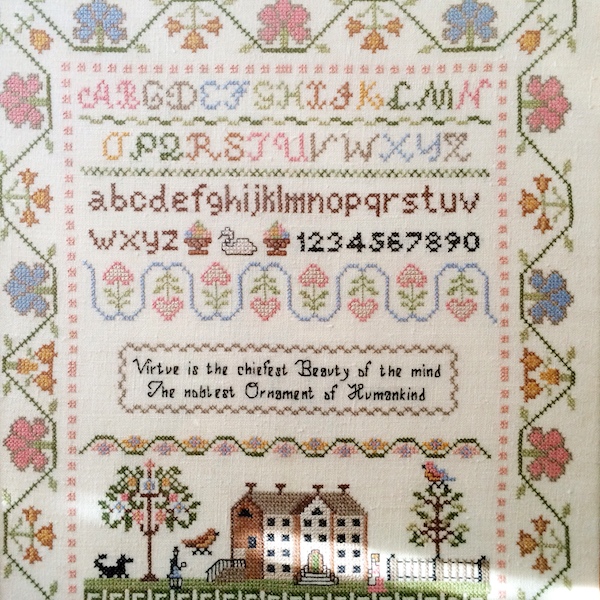 ABCDEFGHIJKLMN
OPQRSTUVWXYZ
abcdefghijklmnopqrstuv
wxyz 1234567890
Virtue is the chiefest Beauty of the mind
The noblest Ornament of Humankind